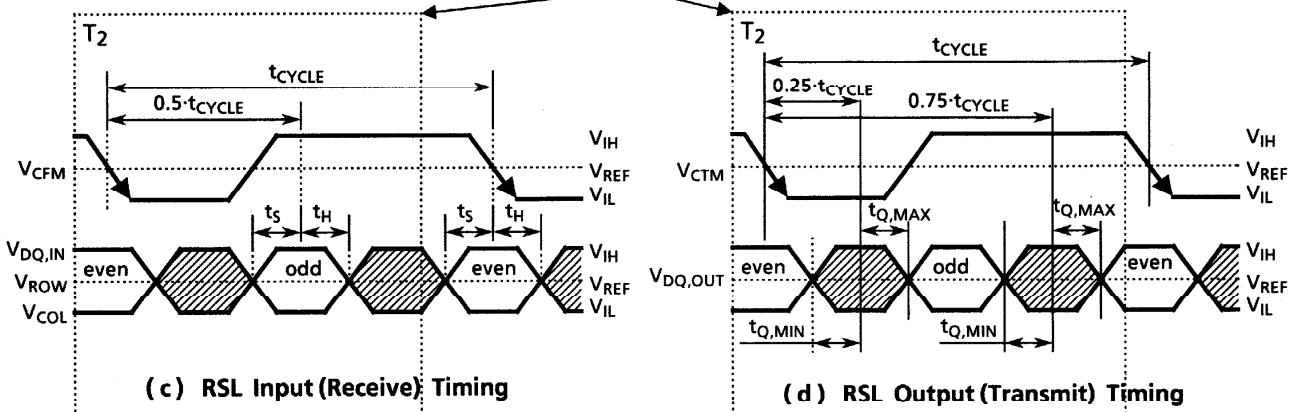 T2
tCYCLE
0.5·tCYCLE
VIH
VCFM
VREF
VIL
tS
tH
tS
tH
VDQ,IN
VIH
even
odd
even
VROW
VREF
VCOL
VIL
(c) RSL Input (Receive) Timing
T2
tCYCLE
0.25·tCYCLE
0.75·tCYCLE
VIH
VCTM
VREF
VIL
tQ,MAX
tQ,MAX
VIH
even
odd
even
VDQ,OUT
VREF
VIL
tQ,MIN
tQ,MIN
(d) RSL Output (Transmit) Timing